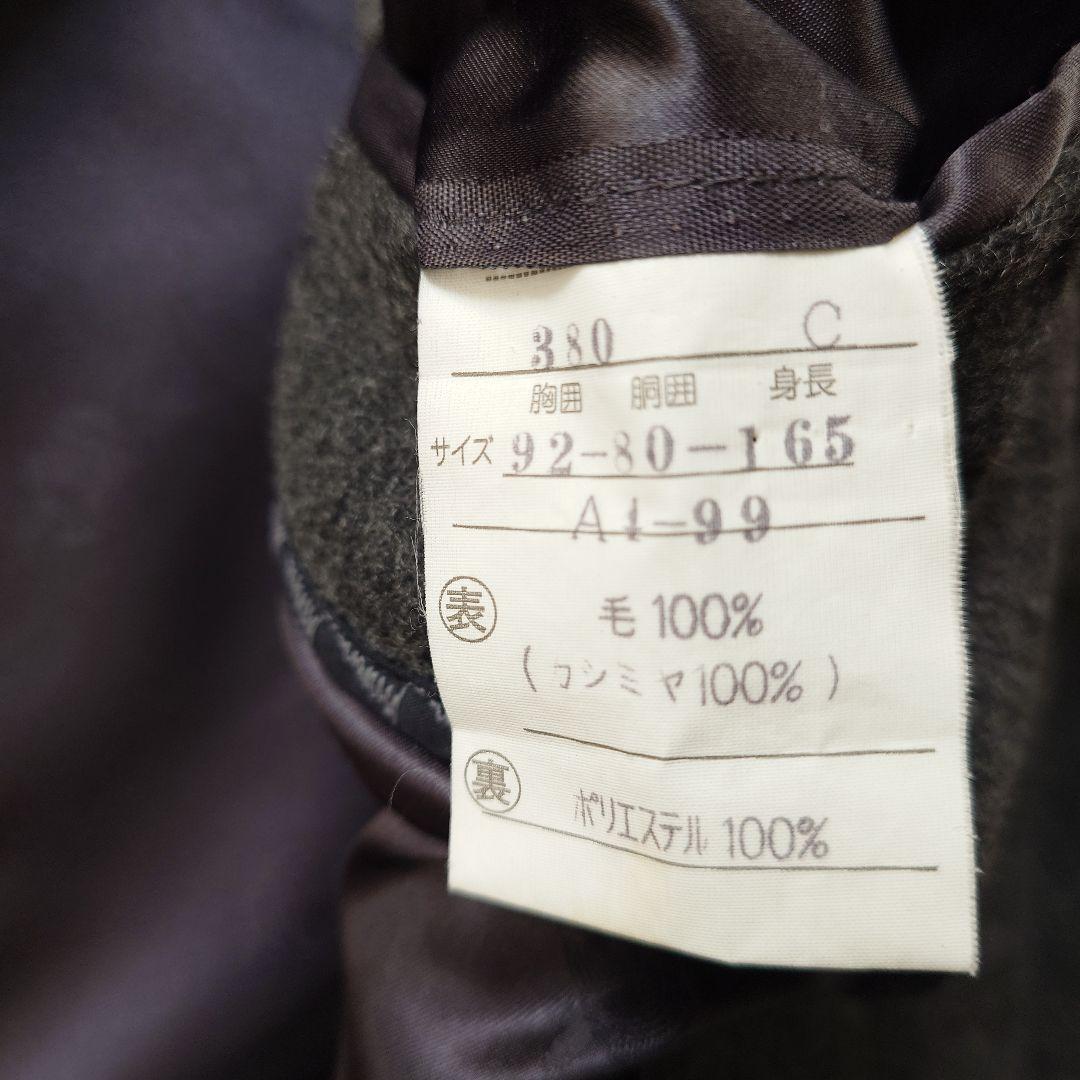 380 C
胸囲 胴囲 身長
サイズ 92-80-165
A4-99
表 毛 100%
(カシミヤ100%)
裏 ポリエステル 100%